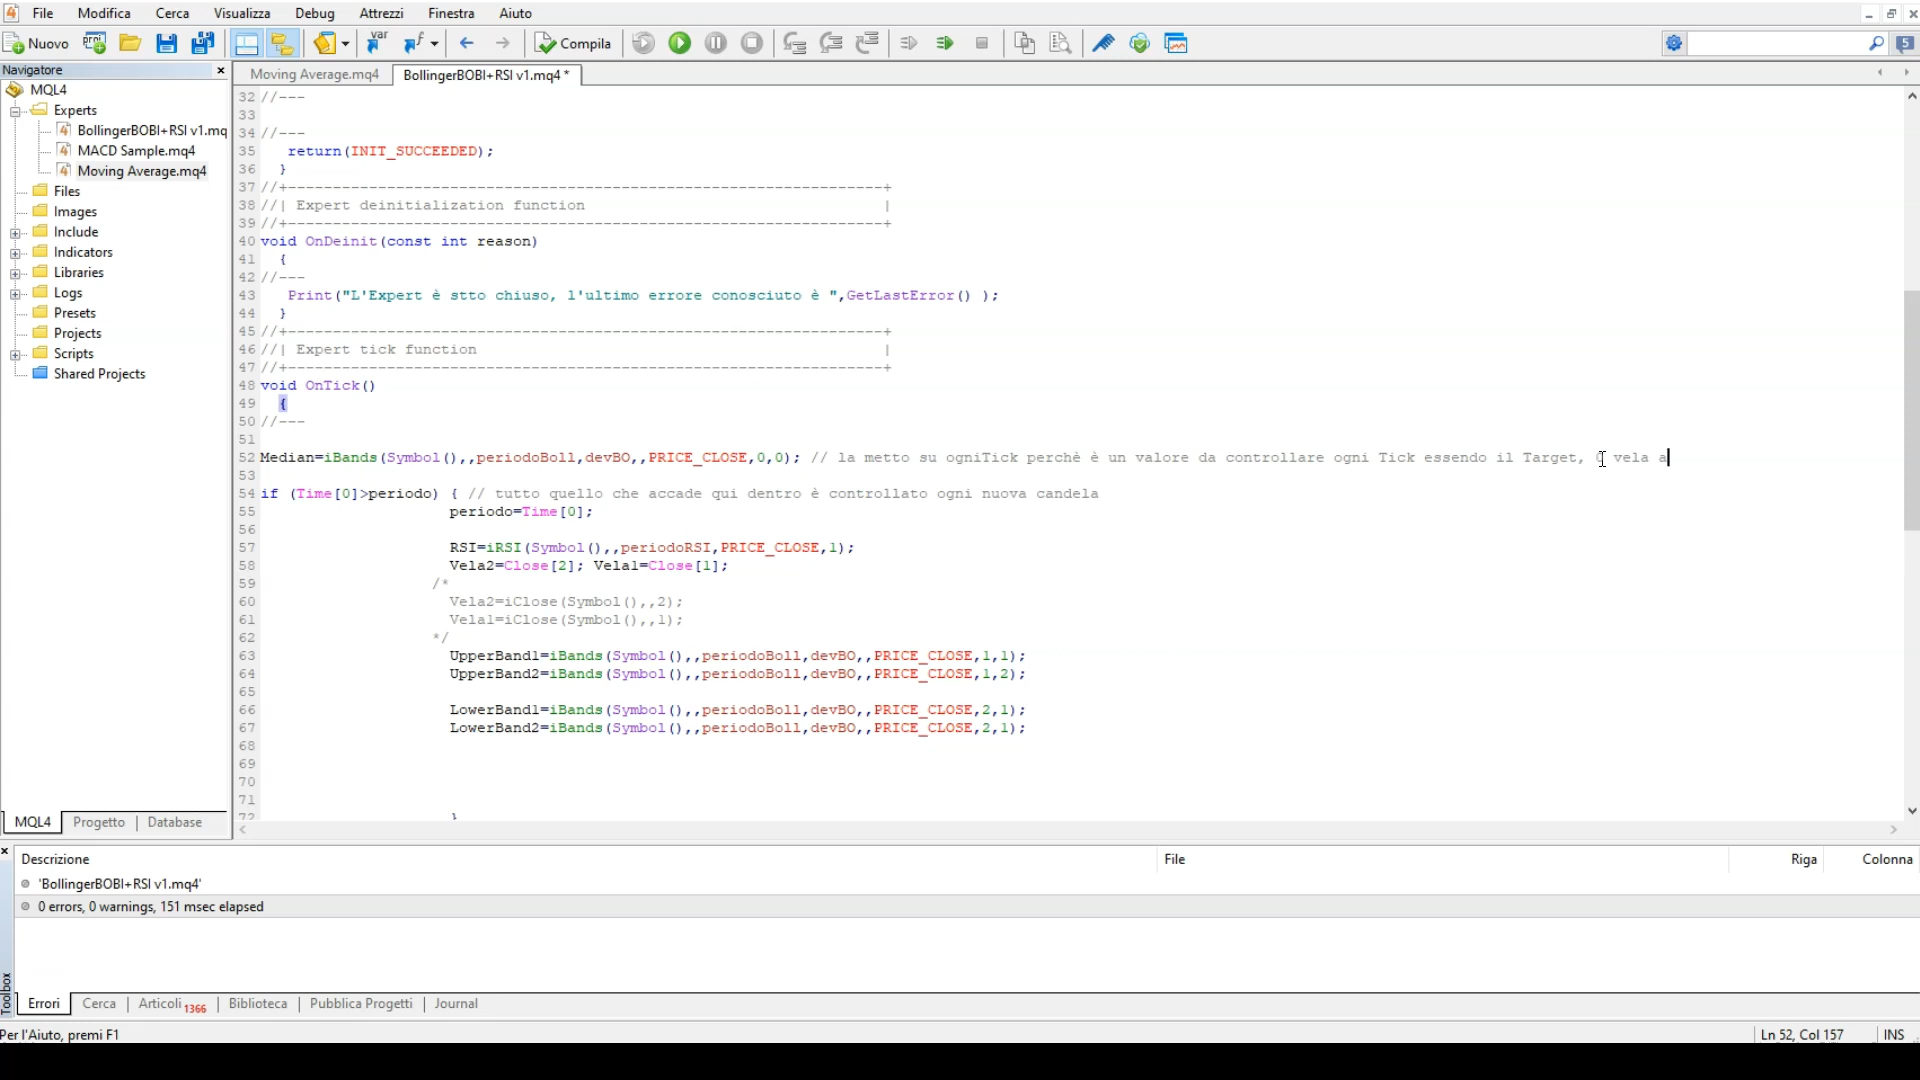 File Modifica Cerca Visualizza Debug Attrezzi Finestra Aiuto
Nuovo proj var f Compila 5
Navigatore
Moving Average.mq4 BollingerBOBI+RSI v1.mq4 *
MQL4
Experts
BollingerBOBI+RSI v1.mq
MACD Sample.mq4
Moving Average.mq4
Files
Images
Include
Indicators
Libraries
Logs
Presets
Projects
Scripts
Shared Projects
MQL4 Progetto Database
32 //---
33
34 //---
35 return(INIT_SUCCEEDED);
36 }
37 //+------------------------------------------------------------------+
38 //| Expert deinitialization function |
39 //+------------------------------------------------------------------+
40 void OnDeinit(const int reason)
41 {
42 //---
43 Print("L'Expert è stto chiuso, l'ultimo errore conosciuto è ",GetLastError() );
44 }
45 //+------------------------------------------------------------------+
46 //| Expert tick function |
47 //+------------------------------------------------------------------+
48 void OnTick()
49 {
50 //---
51
52 Median=iBands(Symbol(),,periodoBoll,devBO,,PRICE_CLOSE,0,0); // la metto su ogniTick perchè è un valore da controllare ogni Tick essendo il Target, vela a
53
54 if (Time[0]>periodo) { // tutto quello che accade qui dentro è controllato ogni nuova candela
55 periodo=Time[0];
56
57 RSI=iRSI(Symbol(),,periodoRSI,PRICE_CLOSE,1);
58 Vela2=Close[2]; Vela1=Close[1];
59 /*
60 Vela2=iClose(Symbol(),,2);
61 Vela1=iClose(Symbol(),,1);
62 */
63 UpperBand1=iBands(Symbol(),,periodoBoll,devBO,,PRICE_CLOSE,1,1);
64 UpperBand2=iBands(Symbol(),,periodoBoll,devBO,,PRICE_CLOSE,1,2);
65
66 LowerBand1=iBands(Symbol(),,periodoBoll,devBO,,PRICE_CLOSE,2,1);
67 LowerBand2=iBands(Symbol(),,periodoBoll,devBO,,PRICE_CLOSE,2,1);
68
69
70
71
72 }
Descrizione File Riga Colonna
'BollingerBOBI+RSI v1.mq4'
0 errors, 0 warnings, 151 msec elapsed
Toolbox
Errori Cerca Articoli 1366 Biblioteca Pubblica Progetti Journal
Per l'Aiuto, premi F1 Ln 52, Col 157 INS